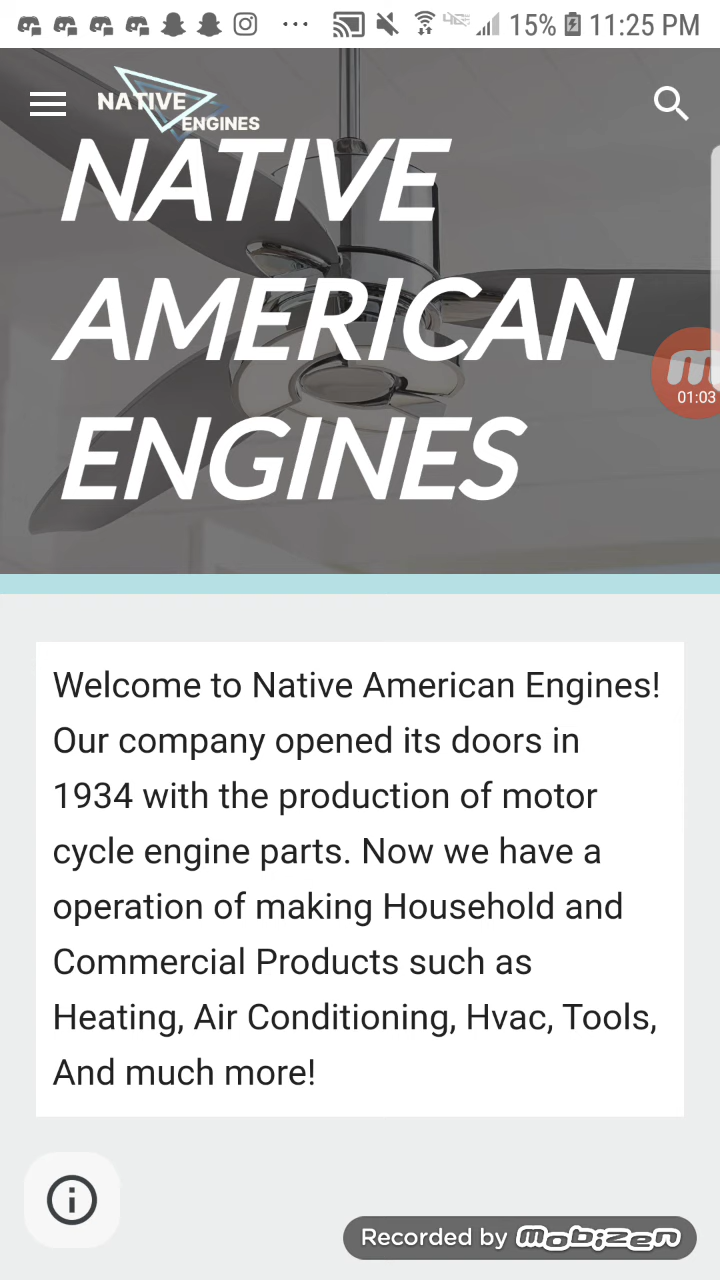 15% 11:25 PM
NATIVE
ENGINES
NATIVE
AMERICAN
ENGINES
01:03
Welcome to Native American Engines!
Our company opened its doors in
1934 with the production of motor
cycle engine parts. Now we have a
operation of making Household and
Commercial Products such as
Heating, Air Conditioning, Hvac, Tools,
And much more!
Recorded by mobizen